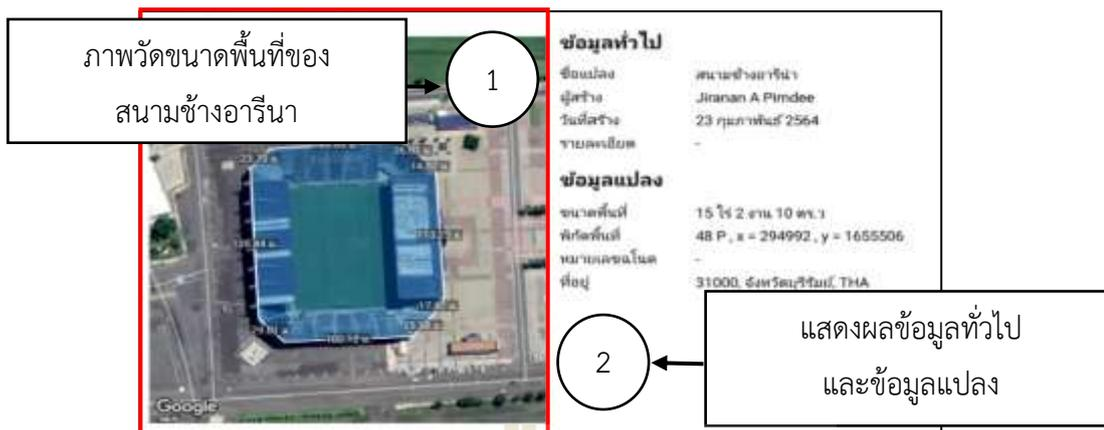 ภาพวัดขนาดพื้นที่ของ
สนามช้างอารีนา
1
ข้อมูลทั่วไป
ชื่อแปลง สนามช้างอารีน่า
ผู้สร้าง Jiranan A Pimdee
วันที่สร้าง 23 กุมภาพันธ์ 2564
รายละเอียด -
ข้อมูลแปลง
ขนาดพื้นที่ 15 ไร่ 2 งาน 10 ตร.ว
พิกัดพื้นที่ 48 P , x = 294992 , y = 1655506
หมายเลขโฉนด -
ที่อยู่ 31000, จังหวัดบุรีรัมย์, THA
2
แสดงผลข้อมูลทั่วไป
และข้อมูลแปลง
Google